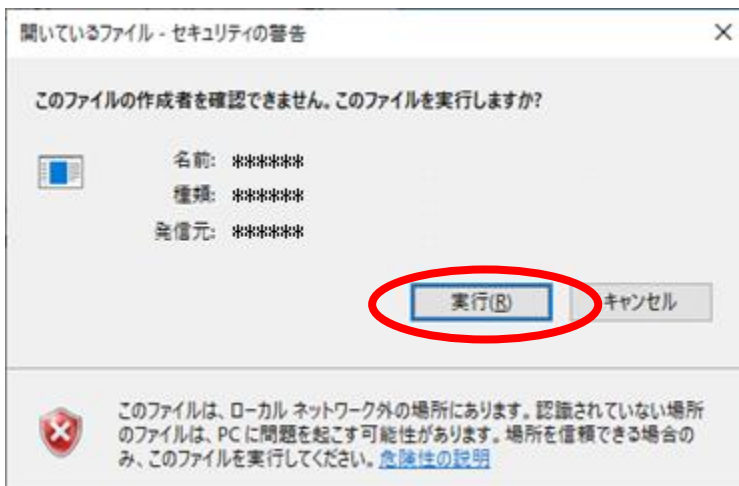 開いているファイル - セキュリティの警告
このファイルの作成者を確認できません。このファイルを実行しますか?
名前: ******
種類: ******
発信元: ******
実行(R) キャンセル
このファイルは、ローカル ネットワーク外の場所にあります。認識されていない場所
のファイルは、PC に問題を起こす可能性があります。場所を信頼できる場合の
み、このファイルを実行してください。危険性の説明